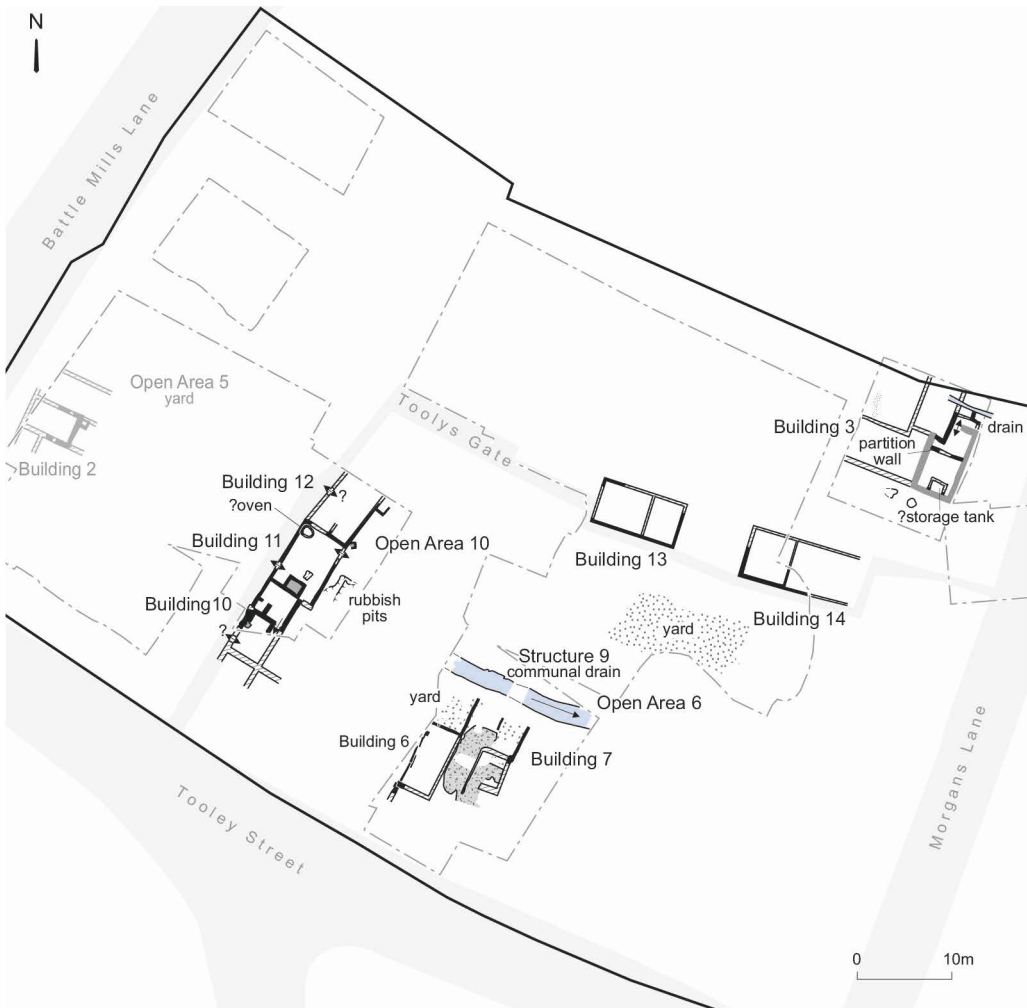 N
Battle Mills Lane
Open Area 5
yard
Building 2
Toolys Gate
Building 3
drain
partition
wall
?storage tank
Building 12
?
?oven
Building 11
Open Area 10
Building10
rubbish
pits
?
Building 13
Building 14
yard
Structure 9
communal drain
Open Area 6
yard
Building 6
Building 7
Tooley Street
Morgans Lane
0
10m